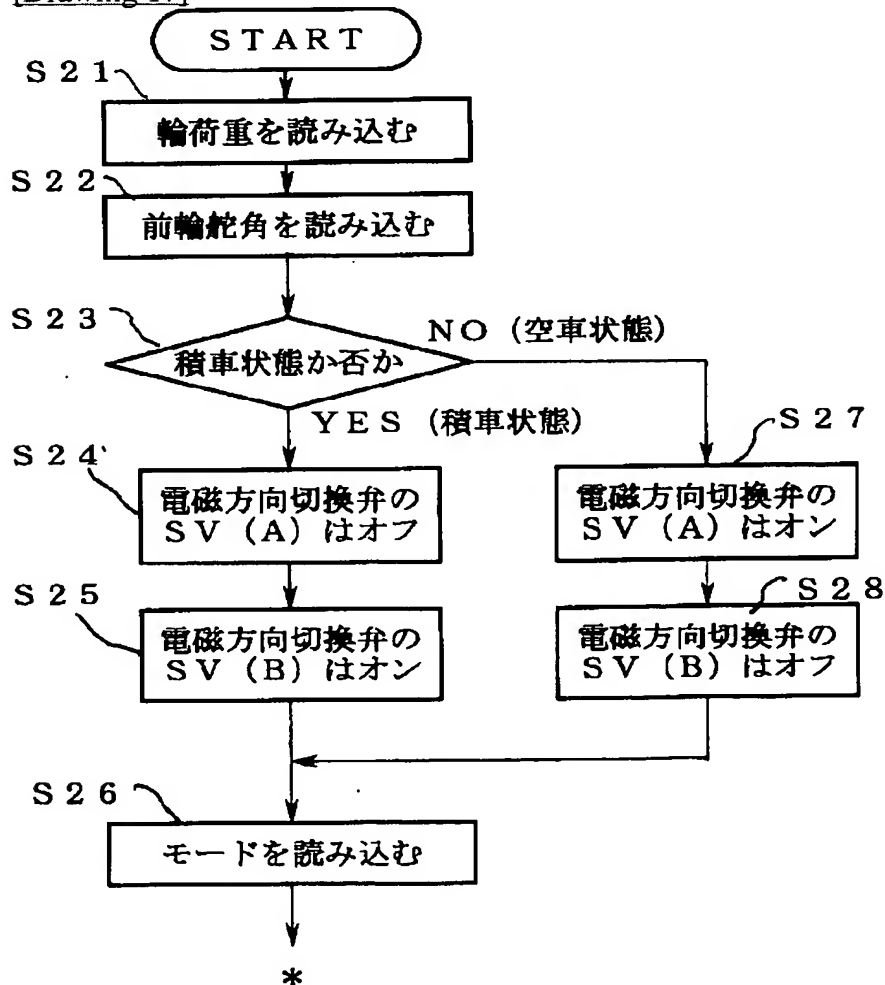 START
S21
輪荷重を読み込む
S22
前輪舵角を読み込む
S23
積車状態か否か
NO (空車状態)
YES (積車状態)
S24
電磁方向切換弁の
SV (A) はオフ
S27
電磁方向切換弁の
SV (A) はオン
S25
電磁方向切換弁の
SV (B) はオン
S28
電磁方向切換弁の
SV (B) はオフ
S26
モードを読み込む
*